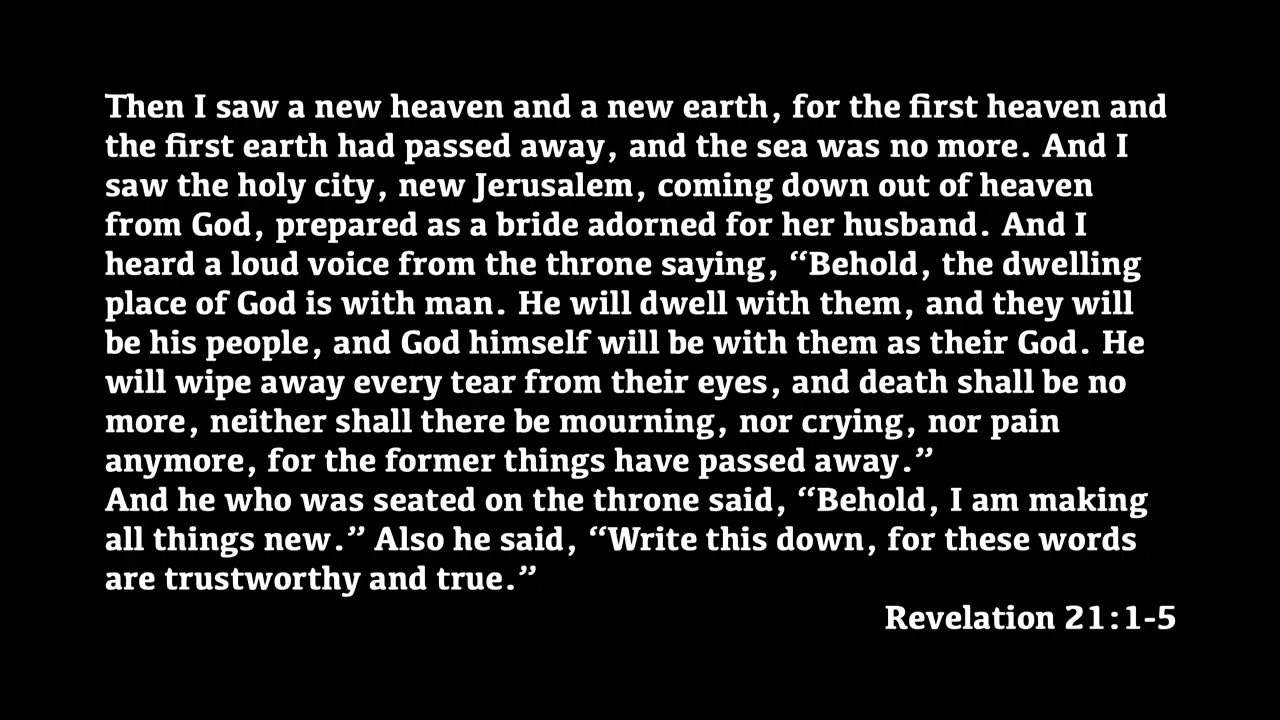 Then I saw a new heaven and a new earth, for the first heaven and
the first earth had passed away, and the sea was no more. And I
saw the holy city, new Jerusalem, coming down out of heaven
from God, prepared as a bride adorned for her husband. And I
heard a loud voice from the throne saying, “Behold, the dwelling
place of God is with man. He will dwell with them, and they will
be his people, and God himself will be with them as their God. He
will wipe away every tear from their eyes, and death shall be no
more, neither shall there be mourning, nor crying, nor pain
anymore, for the former things have passed away.”
And he who was seated on the throne said, “Behold, I am making
all things new.” Also he said, “Write this down, for these words
are trustworthy and true.”
Revelation 21:1-5